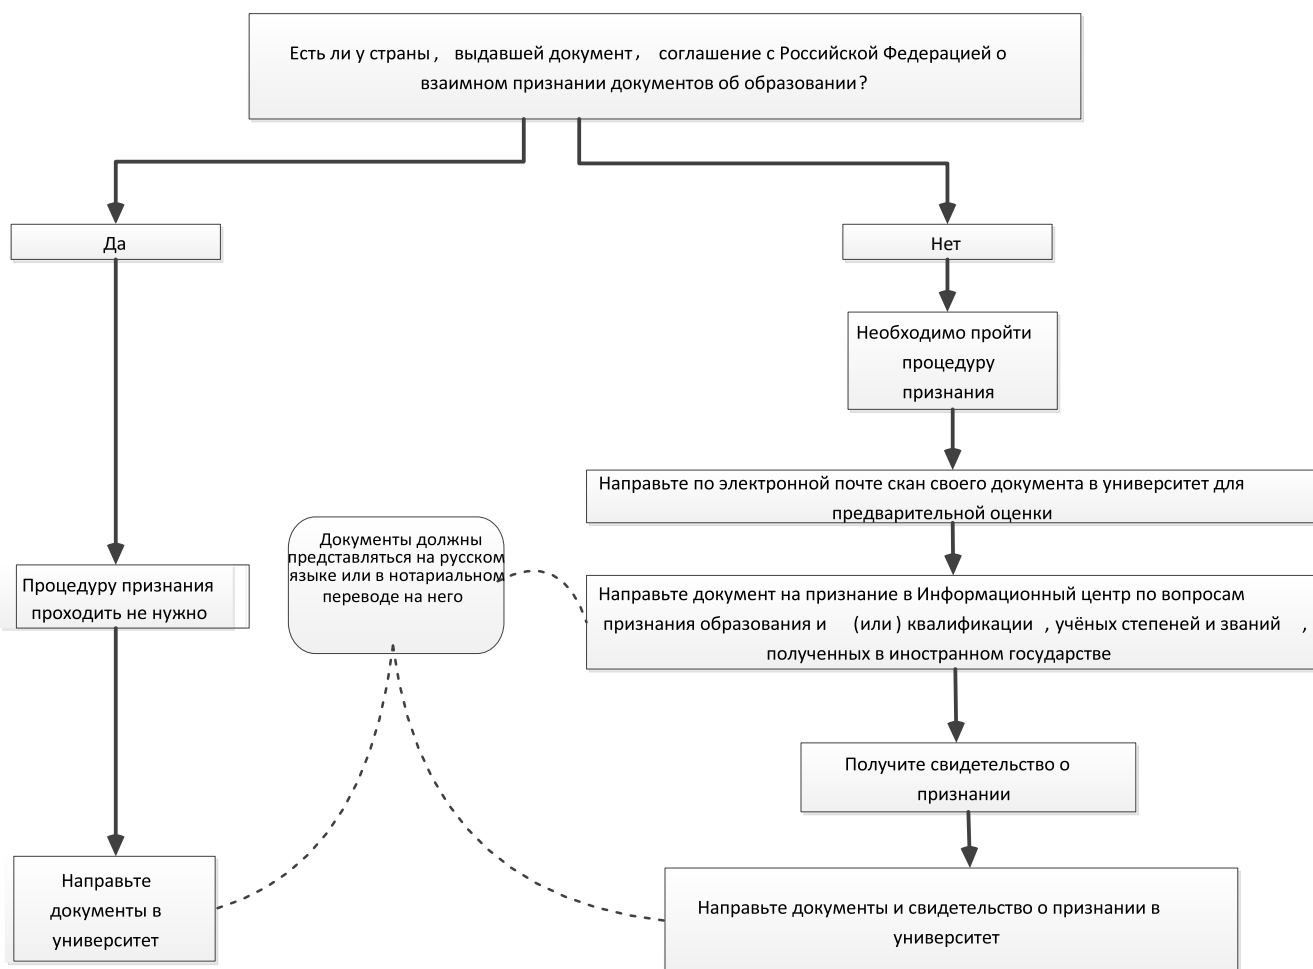 Есть ли у страны, выдавшей документ, соглашение с Российской Федерацией о
взаимном признании документов об образовании?
Да
Нет
Необходимо пройти
процедуру
признания
Направьте по электронной почте скан своего документа в университет для
предварительной оценки
Документы должны
представляться на русском
языке или в нотариальном
переводе на него
Процедуру признания
проходить не нужно
Направьте документ на признание в Информационный центр по вопросам
признания образования и (или) квалификации, учёных степеней и званий,
полученных в иностранном государстве
Получите свидетельство о
признании
Направьте
документы в
университет
Направьте документы и свидетельство о признании в
университет